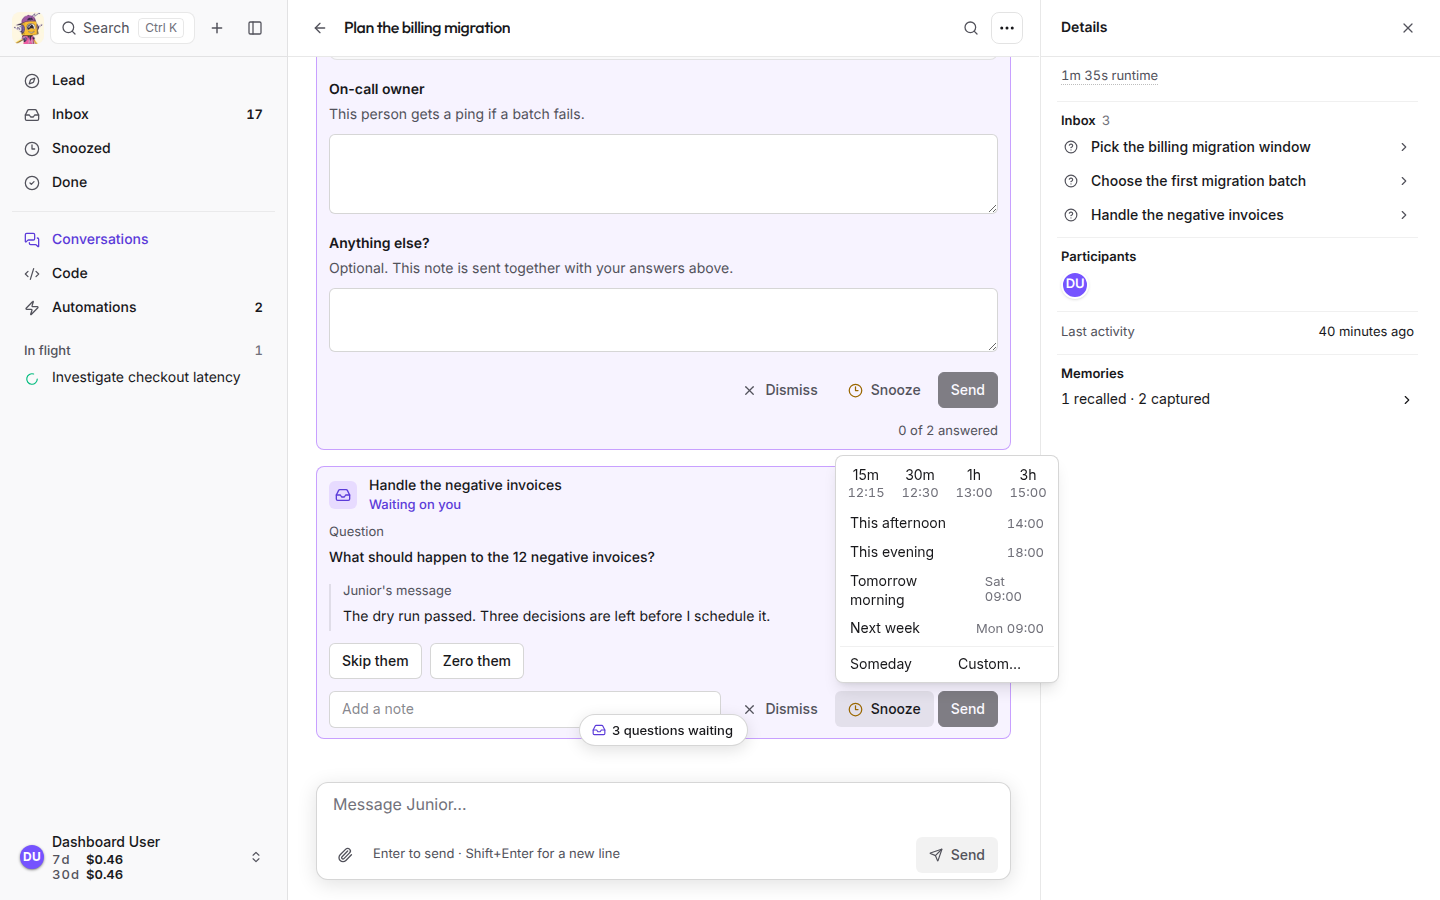 Search Ctrl K
Lead
Inbox 17
Snoozed
Done
Conversations
Code
Automations 2
In flight 1
Investigate checkout latency
DU
Dashboard User
7d $0.46
30d $0.46
Plan the billing migration
On-call owner
This person gets a ping if a batch fails.
Anything else?
Optional. This note is sent together with your answers above.
Dismiss Snooze Send
0 of 2 answered
Handle the negative invoices
Waiting on you
Question
What should happen to the 12 negative invoices?
Junior's message
The dry run passed. Three decisions are left before I schedule it.
Skip them Zero them
Add a note
Dismiss Snooze Send
3 questions waiting
15m 30m 1h 3h
12:15 12:30 13:00 15:00
This afternoon 14:00
This evening 18:00
Tomorrow morning Sat 09:00
Next week Mon 09:00
Someday Custom...
Message Junior...
Enter to send · Shift+Enter for a new line
Send
Details
1m 35s runtime
Inbox 3
Pick the billing migration window
Choose the first migration batch
Handle the negative invoices
Participants
DU
Last activity 40 minutes ago
Memories
1 recalled · 2 captured